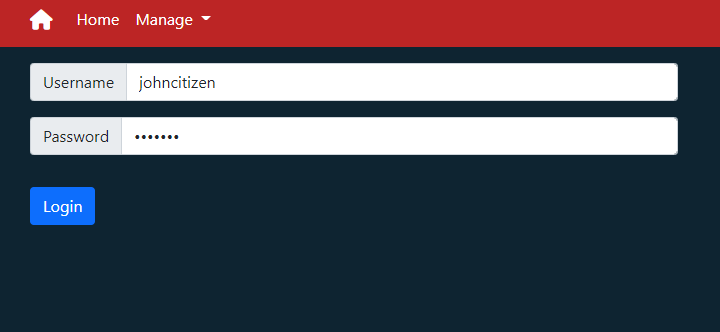 Home Manage
Username johncitizen
Password •••••••
Login